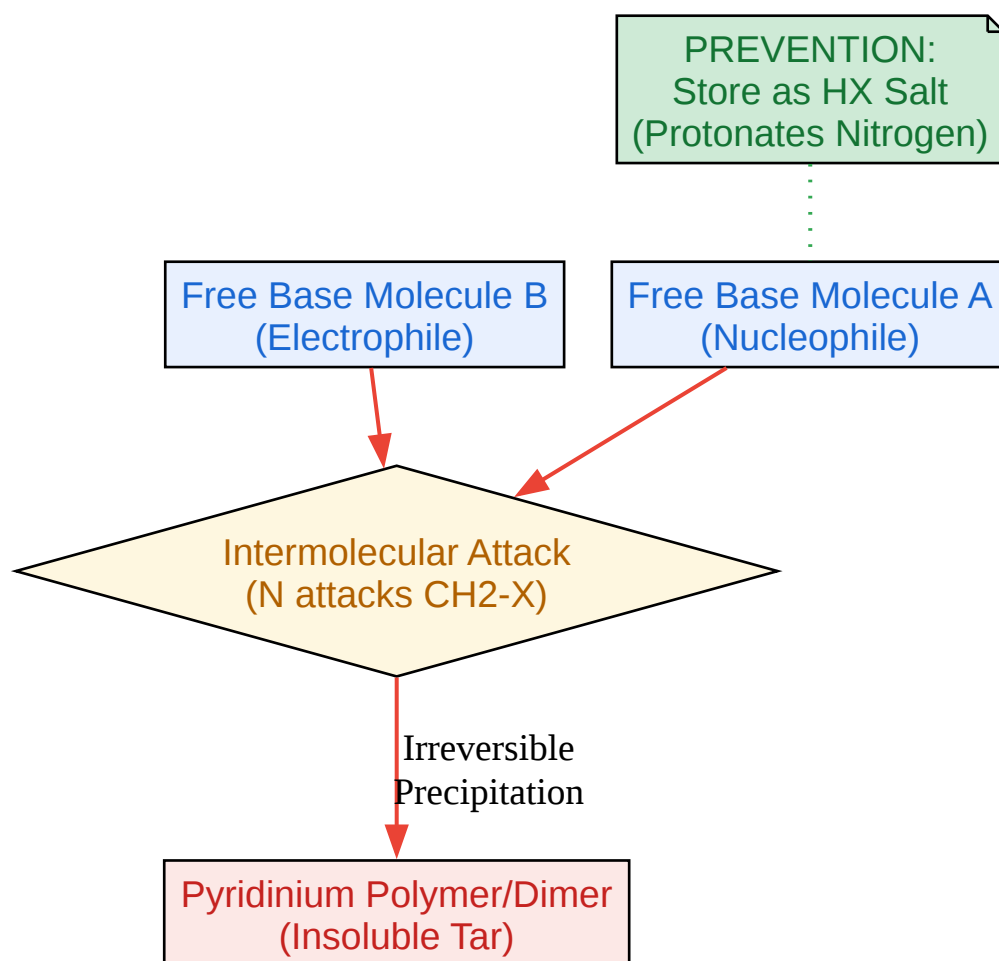 PREVENTION:
Store as HX Salt
(Protonates Nitrogen)
Free Base Molecule B
(Electrophile)
Free Base Molecule A
(Nucleophile)
Intermolecular Attack
(N attacks CH2-X)
Irreversible
Precipitation
Pyridinium Polymer/Dimer
(Insoluble Tar)